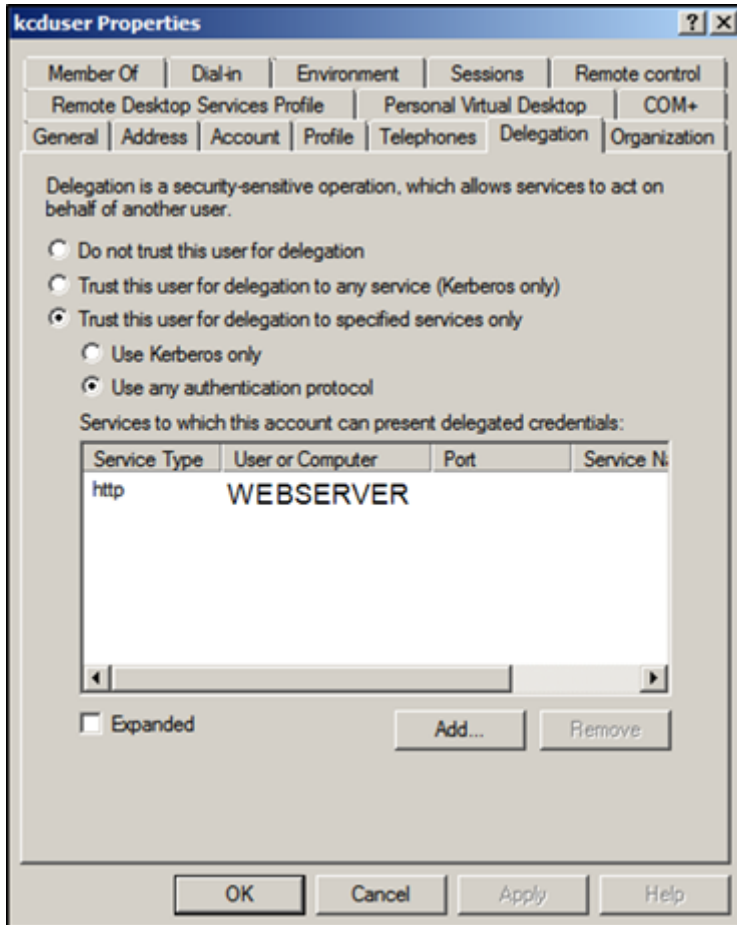 kcduser Properties
Member Of Dial-in Environment Sessions Remote control
Remote Desktop Services Profile Personal Virtual Desktop COM+
General Address Account Profile Telephones Delegation Organization
Delegation is a security-sensitive operation, which allows services to act on
behalf of another user.
Do not trust this user for delegation
Trust this user for delegation to any service (Kerberos only)
Trust this user for delegation to specified services only
Use Kerberos only
Use any authentication protocol
Services to which this account can present delegated credentials:
Service Type User or Computer Port Service Na
http WEBSERVER
Expanded Add... Remove
OK Cancel Apply Help